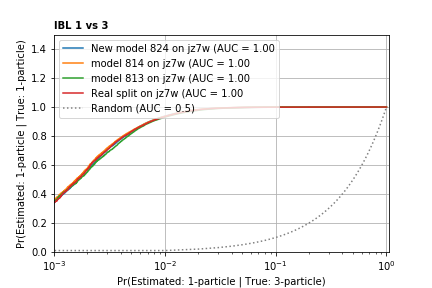 IBL 1 vs 3
Pr(Estimated: 1-particle | True: 1-particle)
1.4
1.2
1.0
0.8
0.6
0.4
0.2
0.0
New model 824 on jz7w (AUC = 1.00
model 814 on jz7w (AUC = 1.00
model 813 on jz7w (AUC = 1.00
Real split on jz7w (AUC = 1.00
Random (AUC = 0.5)
10⁻³ 10⁻² 10⁻¹ 10⁰
Pr(Estimated: 1-particle | True: 3-particle)